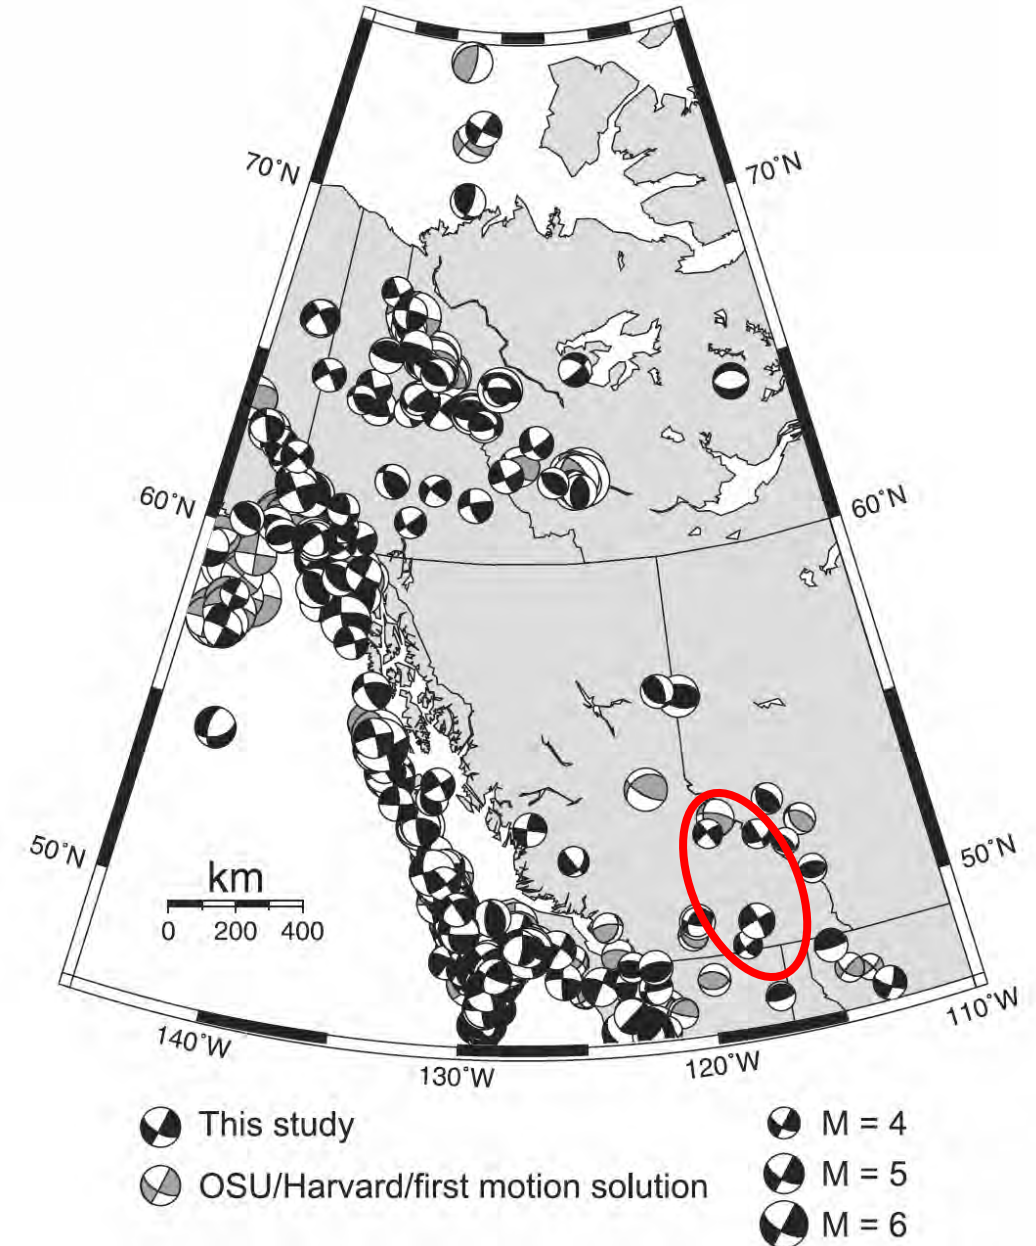 70°N
70°N
60°N
60°N
50°N
50°N
km
0 200 400
140°W
130°W
120°W
110°W
This study
OSU/Harvard/first motion solution
M = 4
M = 5
M = 6